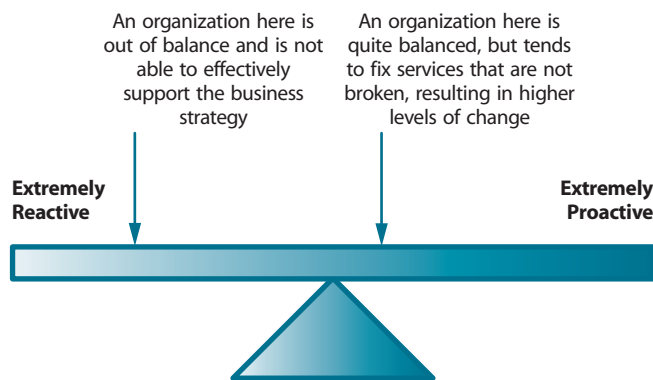 An organization here is
out of balance and is not
able to effectively
support the business
strategy
An organization here is
quite balanced, but tends
to fix services that are not
broken, resulting in higher
levels of change
Extremely
Reactive
Extremely
Proactive